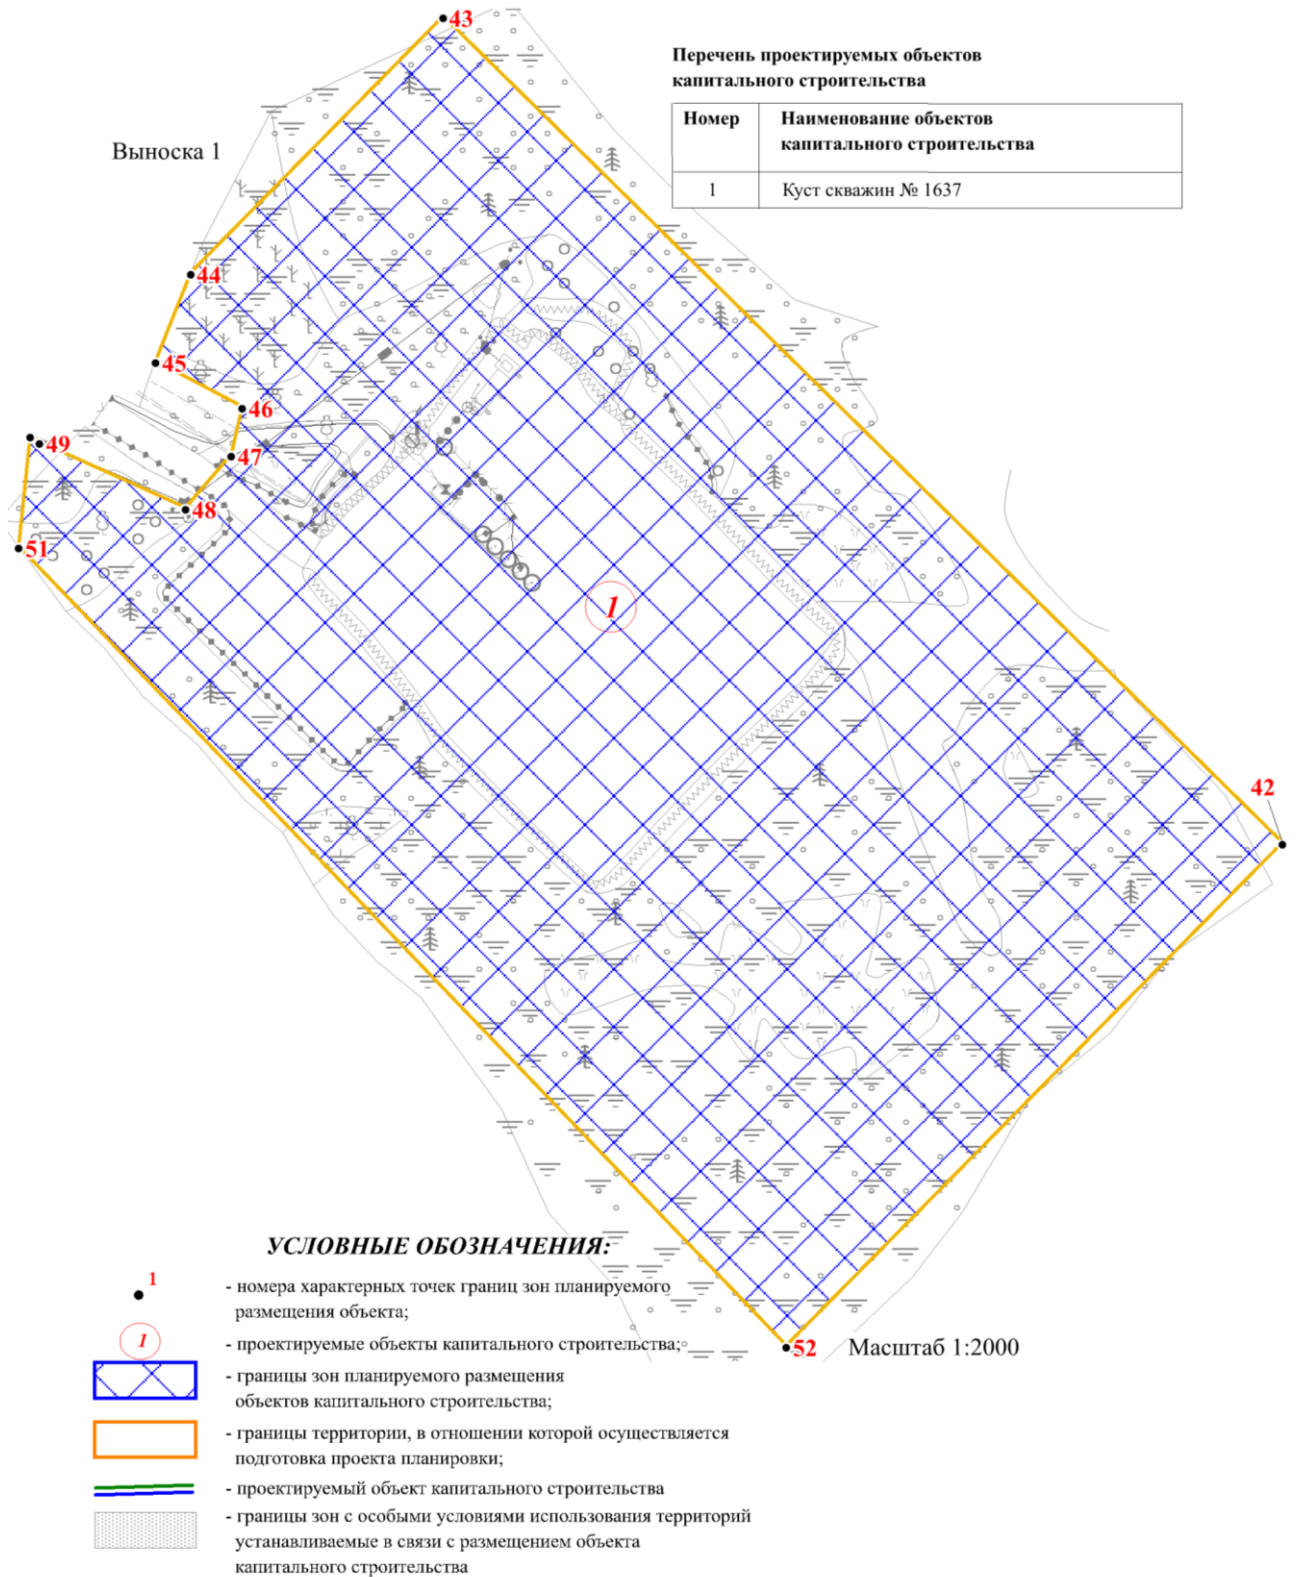 43
Перечень проектируемых объектов
капитального строительства
Номер
Наименование объектов
капитального строительства
1
Куст скважин № 1637
Выноска 1
44
45
46
49
47
48
51
1
42
УСЛОВНЫЕ ОБОЗНАЧЕНИЯ:
1
- номера характерных точек границ зон планируемого
размещения объекта;
1
- проектируемые объекты капитального строительства;
52
Масштаб 1:2000
- границы зон планируемого размещения
объектов капитального строительства;
- границы территории, в отношении которой осуществляется
подготовка проекта планировки;
- проектируемый объект капитального строительства
- границы зон с особыми условиями использования территорий
устанавливаемые в связи с размещением объекта
капитального строительства